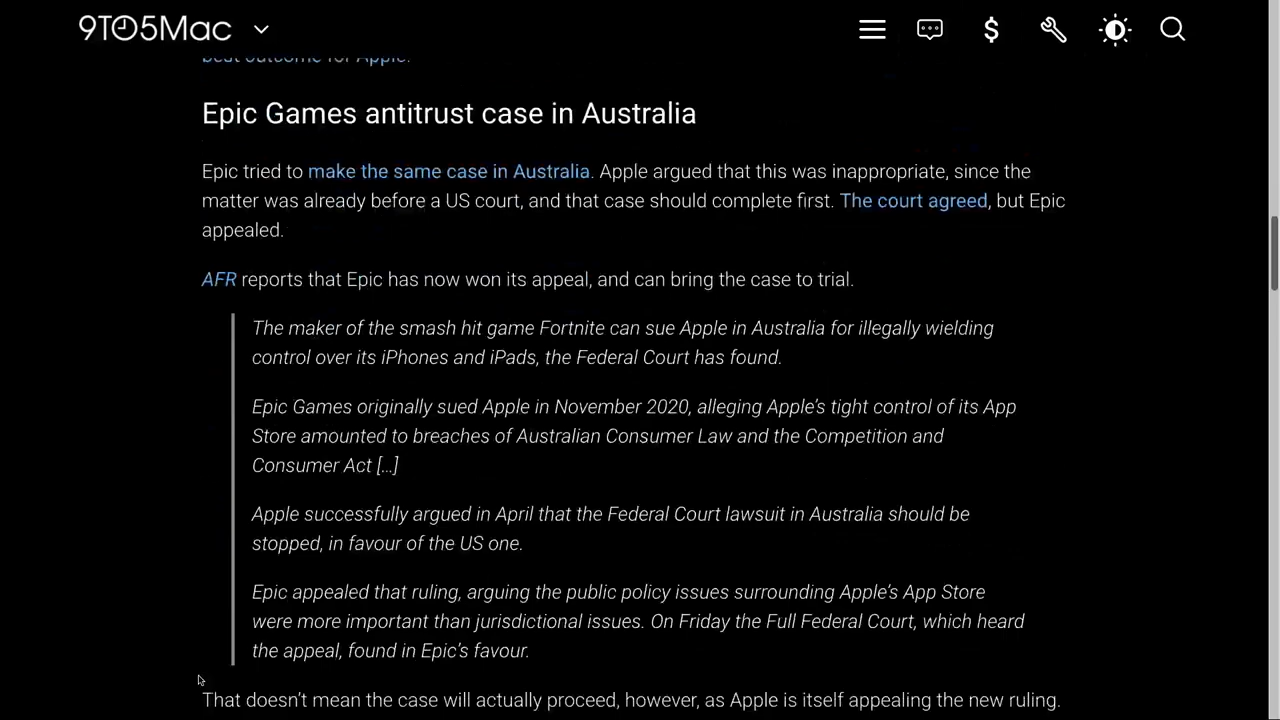 9TO5Mac
best outcome for Apple.
Epic Games antitrust case in Australia
Epic tried to make the same case in Australia. Apple argued that this was inappropriate, since the
matter was already before a US court, and that case should complete first. The court agreed, but Epic
appealed.
AFR reports that Epic has now won its appeal, and can bring the case to trial.
The maker of the smash hit game Fortnite can sue Apple in Australia for illegally wielding
control over its iPhones and iPads, the Federal Court has found.
Epic Games originally sued Apple in November 2020, alleging Apple’s tight control of its App
Store amounted to breaches of Australian Consumer Law and the Competition and
Consumer Act […]
Apple successfully argued in April that the Federal Court lawsuit in Australia should be
stopped, in favour of the US one.
Epic appealed that ruling, arguing the public policy issues surrounding Apple’s App Store
were more important than jurisdictional issues. On Friday the Full Federal Court, which heard
the appeal, found in Epic’s favour.
That doesn’t mean the case will actually proceed, however, as Apple is itself appealing the new ruling.